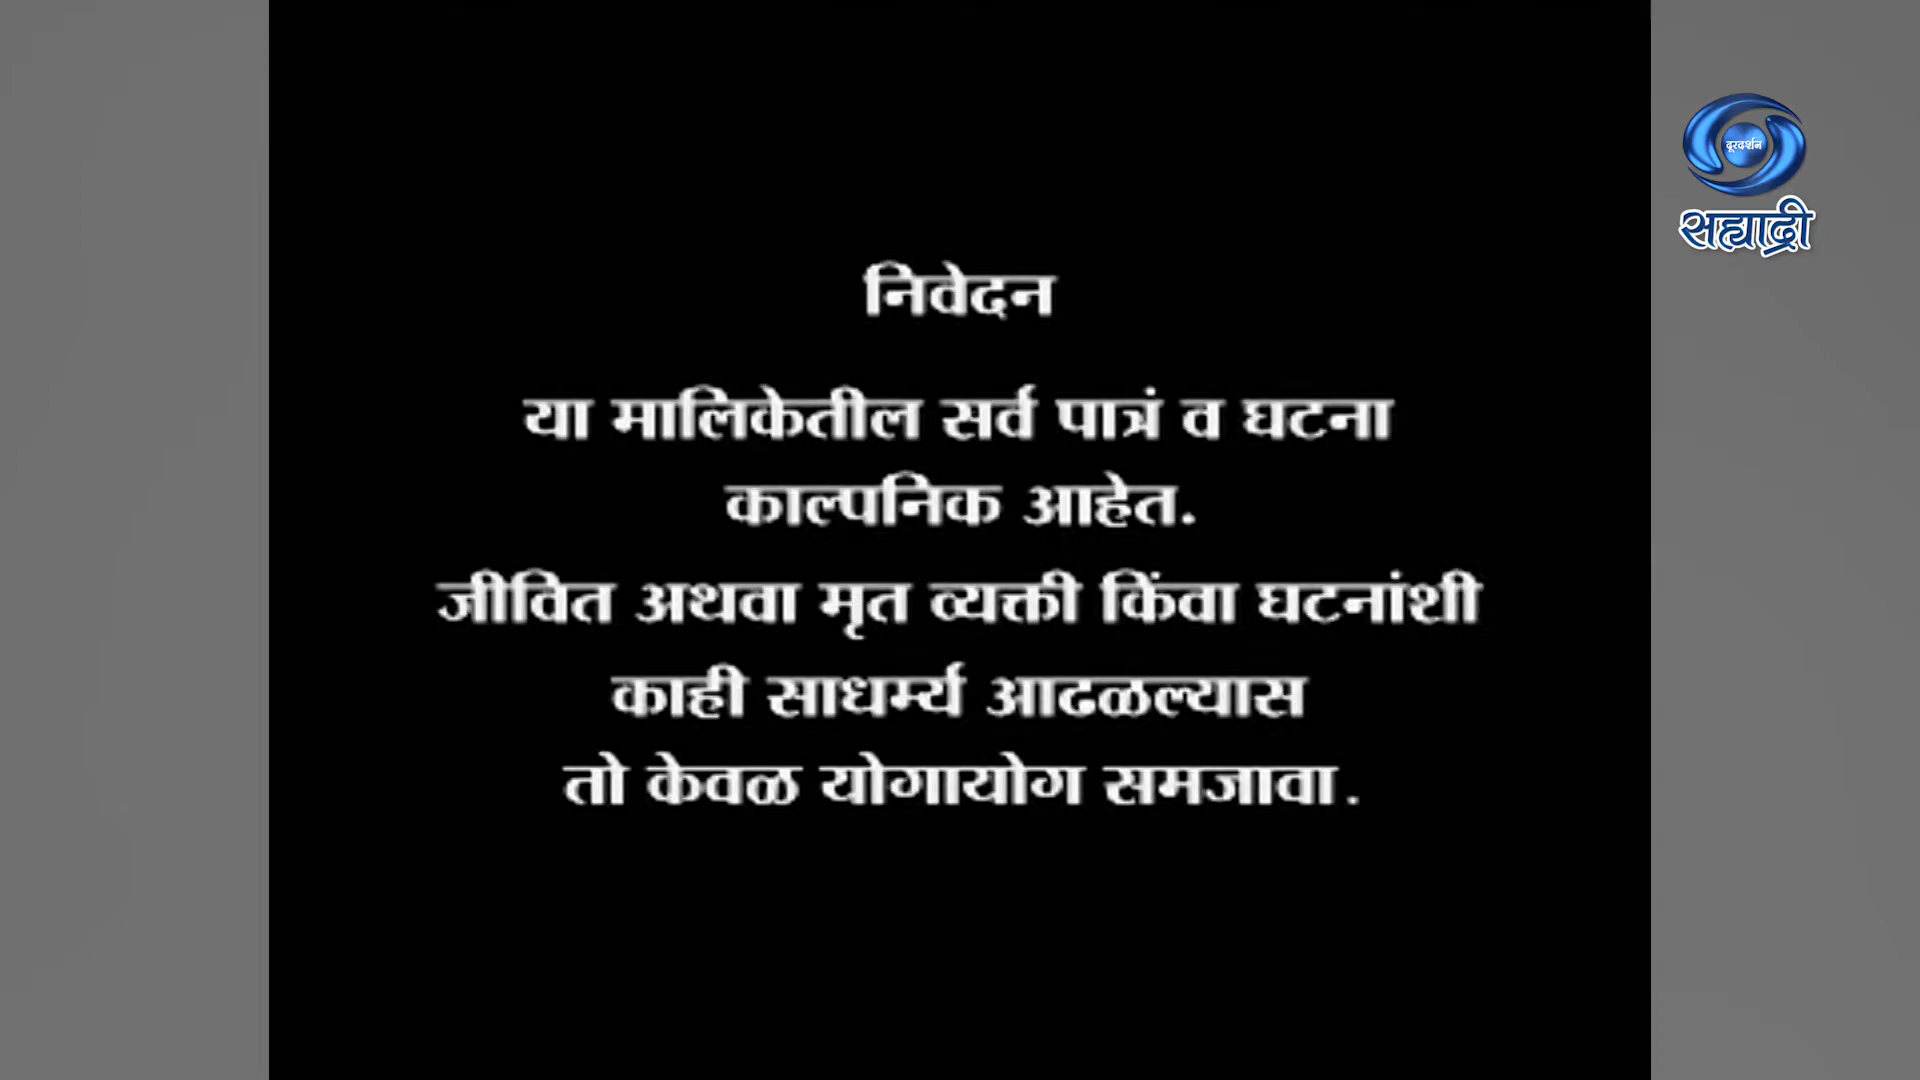 दूरदर्शन
सह्याद्री
निवेदन
या मालिकेतील सर्व पात्रं व घटना
काल्पनिक आहेत.
जीवित अथवा मृत व्यक्ती किंवा घटनांशी
काही साधर्म्य आढळल्यास
तो केवळ योगायोग समजावा.